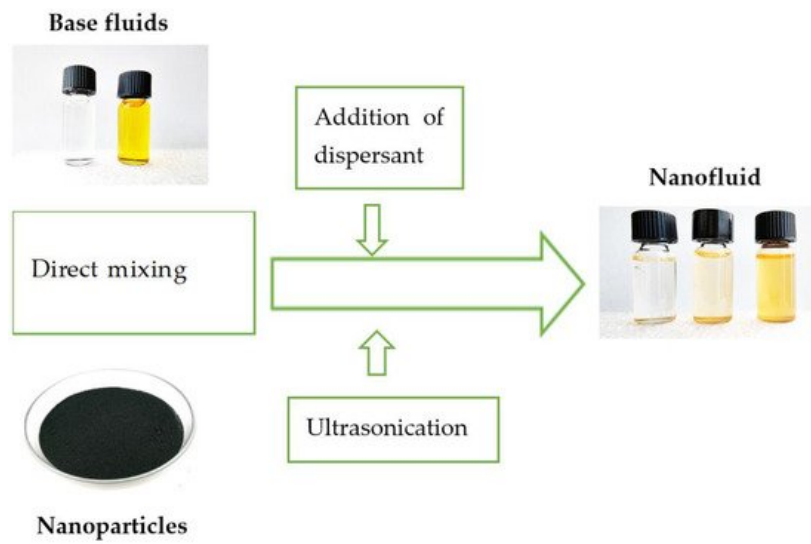 Base fluids
Addition of
dispersant
Nanofluid
Direct mixing
Ultrasonication
Nanoparticles